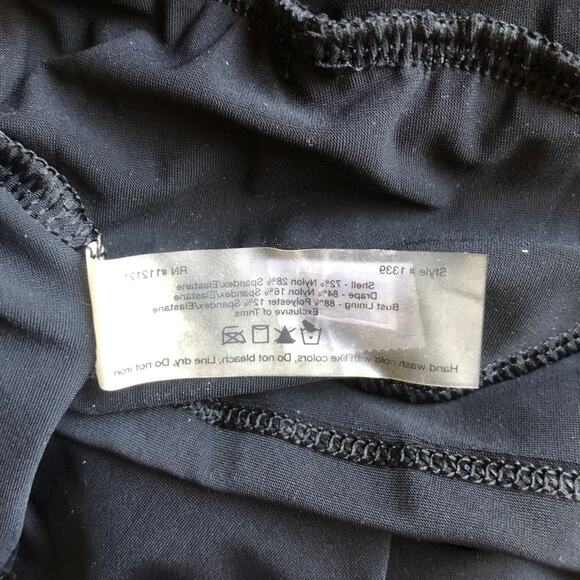 Style # 1339 RN #112121
Shell - 72% Nylon 28% Spandex/Elastane
Drape - 84% Nylon 16% Spandex/Elastane
Bust Lining - 88% Polyester 12% Spandex/Elastane
Exclusive of Trims
Hand wash cold with like colors, Do not bleach, Line dry, Do not iron